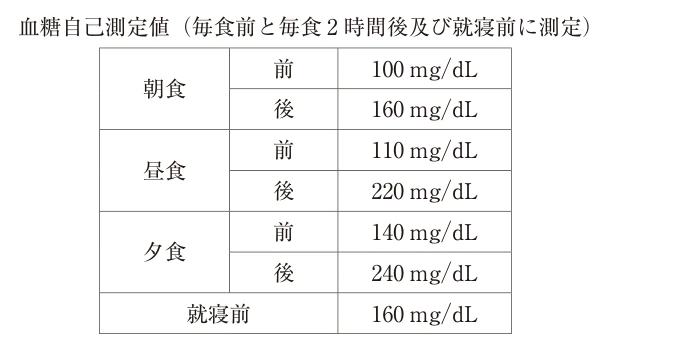 血糖自己測定値（毎食前と毎食２時間後及び就寝前に測定）
朝食 前 100 mg/dL
後 160 mg/dL
昼食 前 110 mg/dL
後 220 mg/dL
夕食 前 140 mg/dL
後 240 mg/dL
就寝前 160 mg/dL